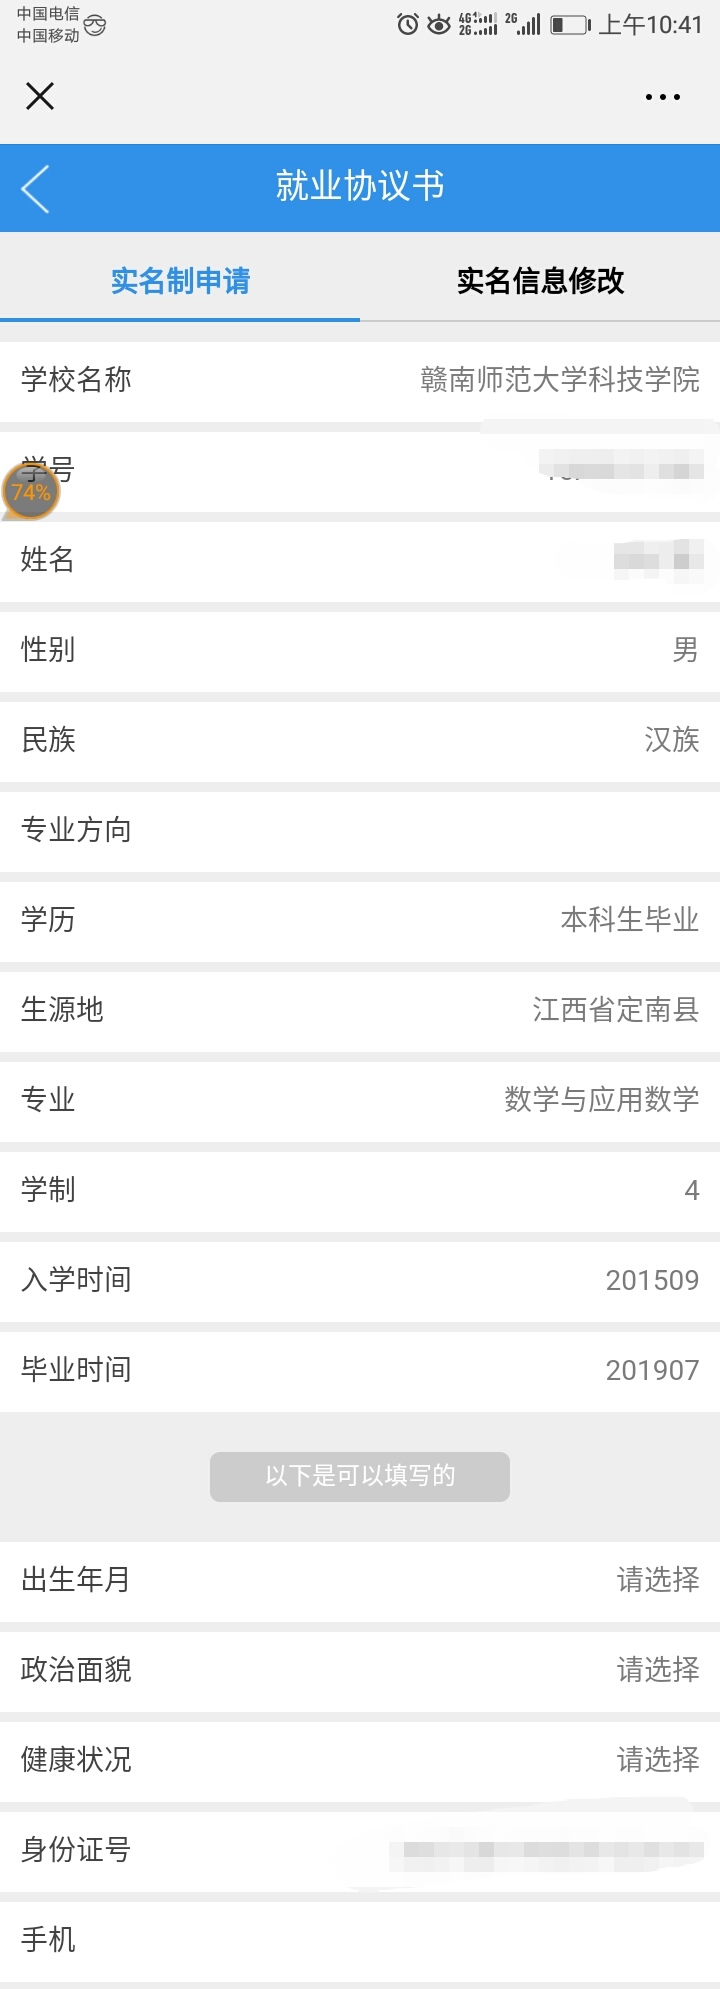 中国电信
中国移动
4G 2G 2G 上午10:41
就业协议书
实名制申请 实名信息修改
学校名称 赣南师范大学科技学院
学号
74%
姓名
性别 男
民族 汉族
专业方向
学历 本科生毕业
生源地 江西省定南县
专业 数学与应用数学
学制 4
入学时间 201509
毕业时间 201907
以下是可以填写的
出生年月 请选择
政治面貌 请选择
健康状况 请选择
身份证号
手机